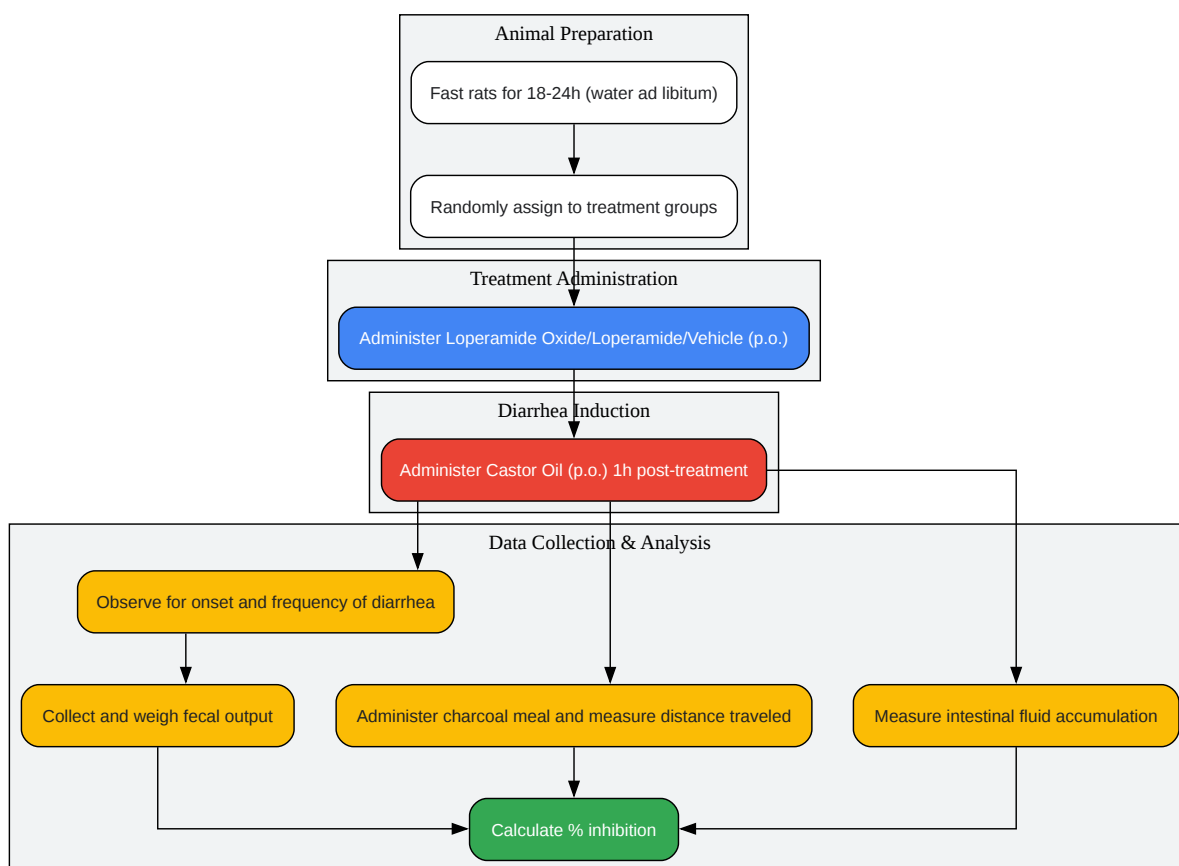 Animal Preparation
Fast rats for 18-24h (water ad libitum)
Randomly assign to treatment groups
Treatment Administration
Administer Loperamide Oxide/Loperamide/Vehicle (p.o.)
Diarrhea Induction
Administer Castor Oil (p.o.) 1h post-treatment
Data Collection & Analysis
Observe for onset and frequency of diarrhea
Collect and weigh fecal output
Administer charcoal meal and measure distance traveled
Measure intestinal fluid accumulation
Calculate % inhibition